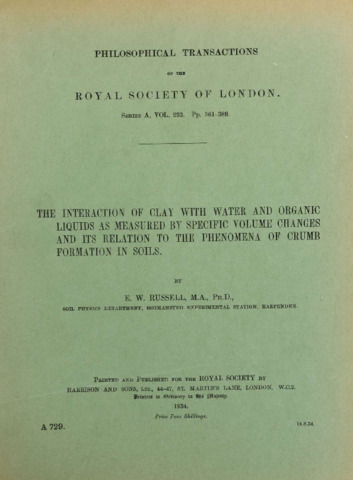 PHILOSOPHICAL TRANSACTIONS
OF THE
ROYAL SOCIETY OF LONDON.
SERIES A, VOL. 233. Pp. 361-389.
THE INTERACTION OF CLAY WITH WATER AND ORGANIC
LIQUIDS AS MEASURED BY SPECIFIC VOLUME CHANGES
AND ITS RELATION TO THE PHENOMENA OF CRUMB
FORMATION IN SOILS.
BY
E. W. RUSSELL, M.A., PH.D.,
SOIL PHYSICS DEPARTMENT, ROTHAMSTED EXPERIMENTAL STATION, HARPENDEN.
PRINTED AND PUBLISHED FOR THE ROYAL SOCIETY BY
HARRISON AND SONS, LTD., 44-47, ST. MARTIN'S LANE, LONDON, W.C.2.
Printers in Ordinary to His Majesty.
1934.
Price Four Shillings.
A 729.
14.8.34.